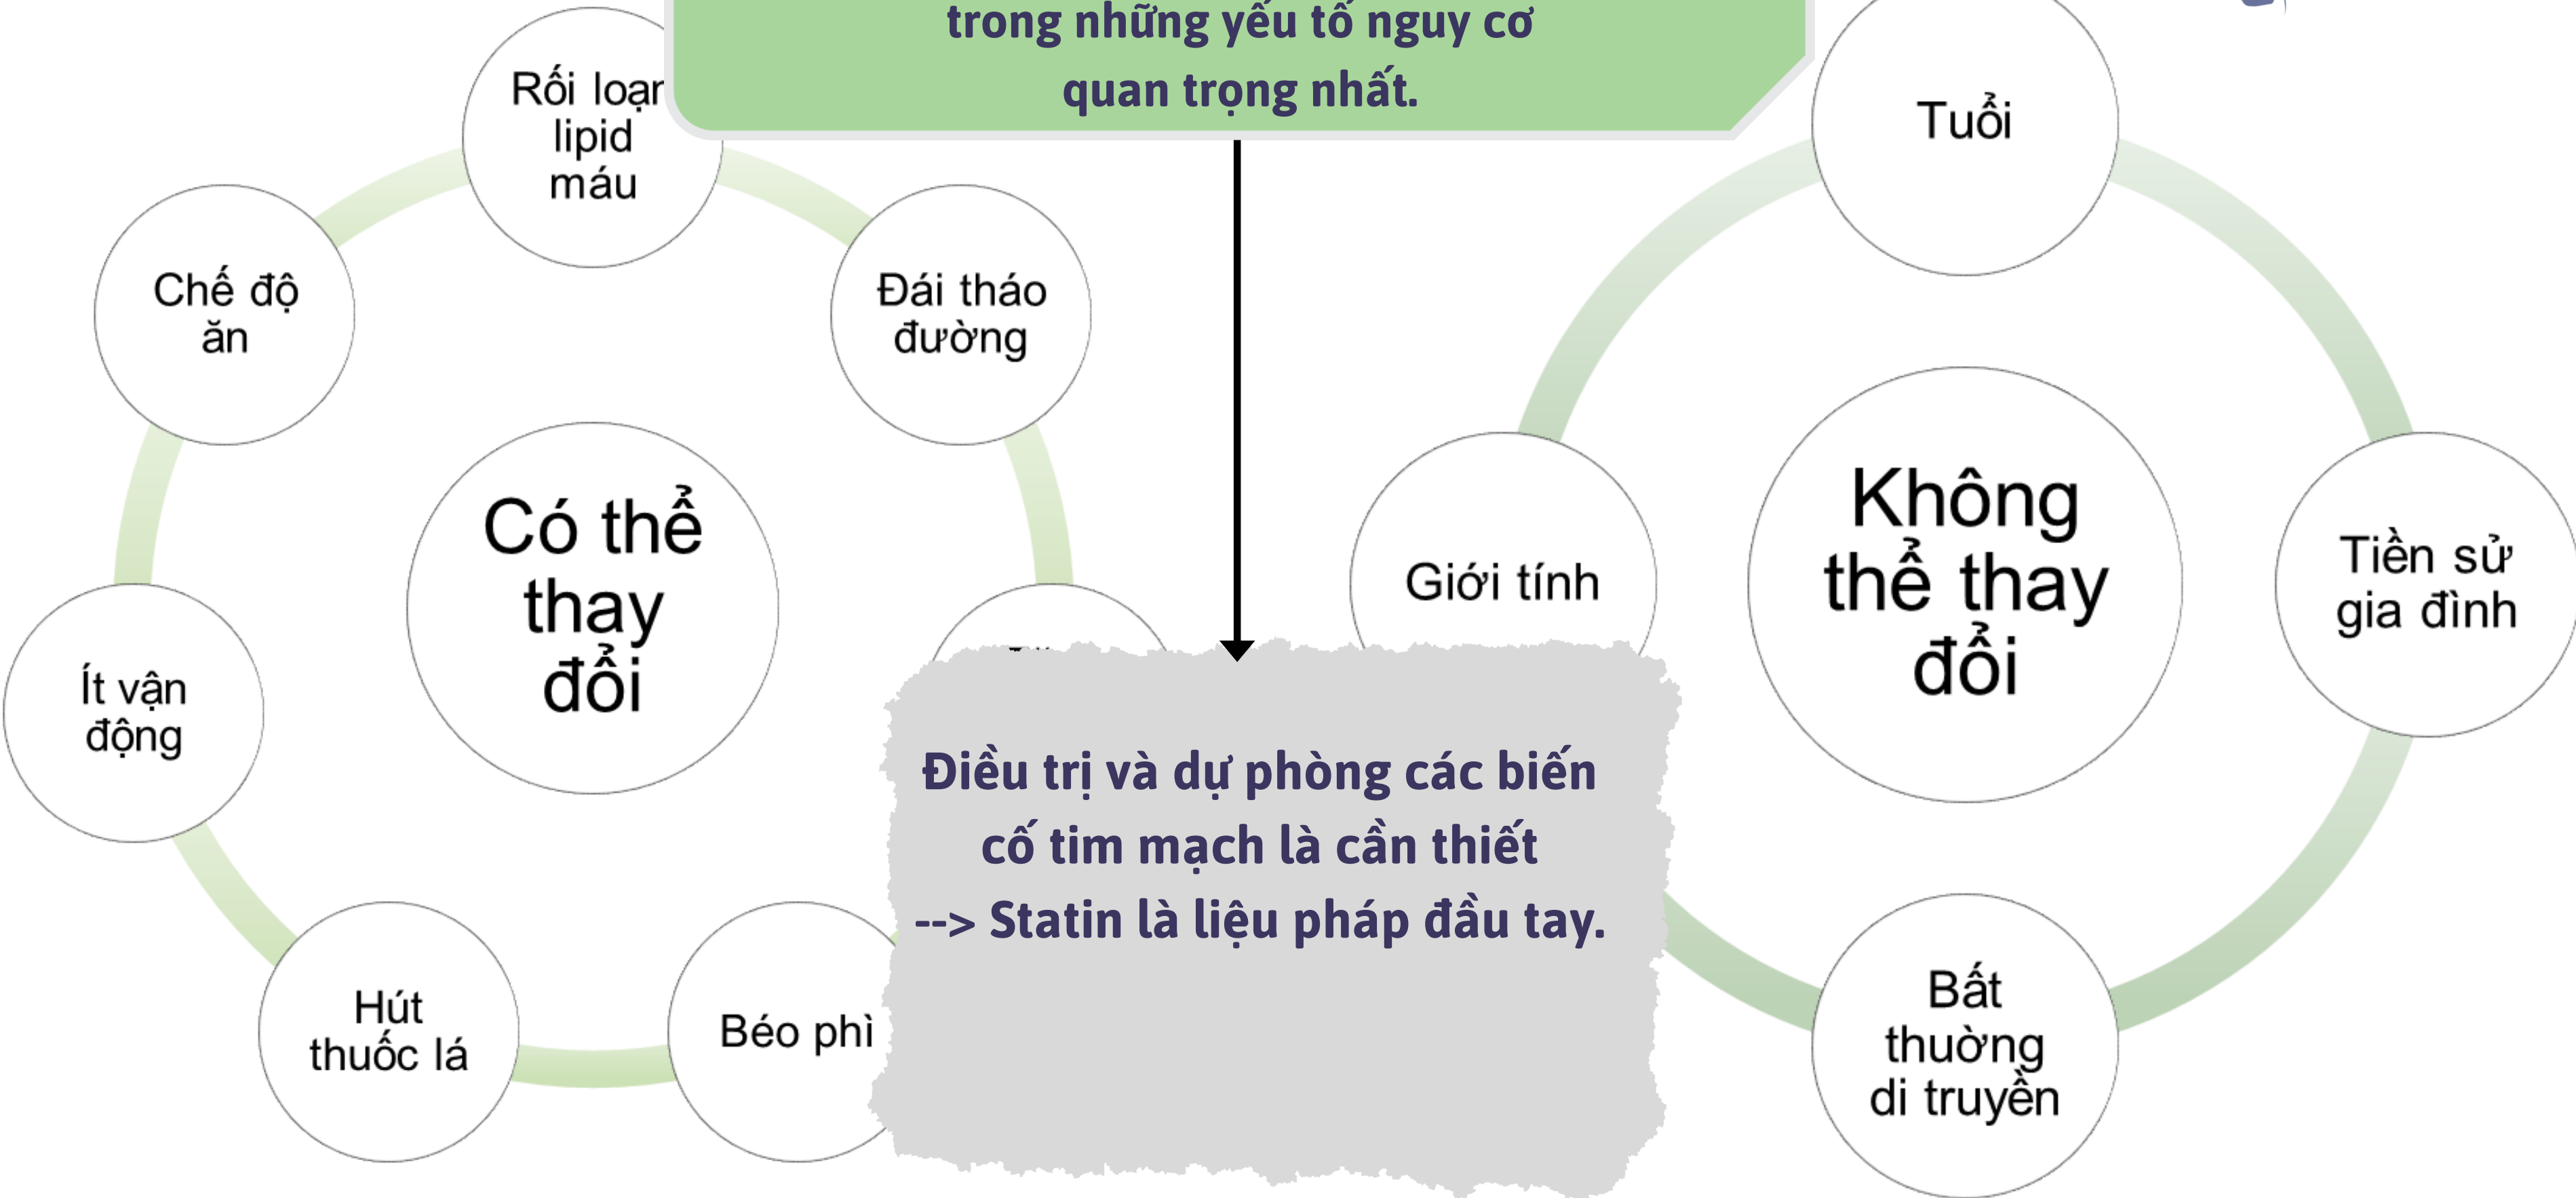 trong những yếu tố nguy cơ
quan trọng nhất.
Rối loạn
lipid
máu
Chế độ
ăn
Đái tháo
đường
Có thể
thay
đổi
Ít vận
động
Hút
thuốc lá
Béo phì
Điều trị và dự phòng các biến
cố tim mạch là cần thiết
--> Statin là liệu pháp đầu tay.
Tuổi
Giới tính
Không
thể thay
đổi
Tiền sử
gia đình
Bất
thuờng
di truyền